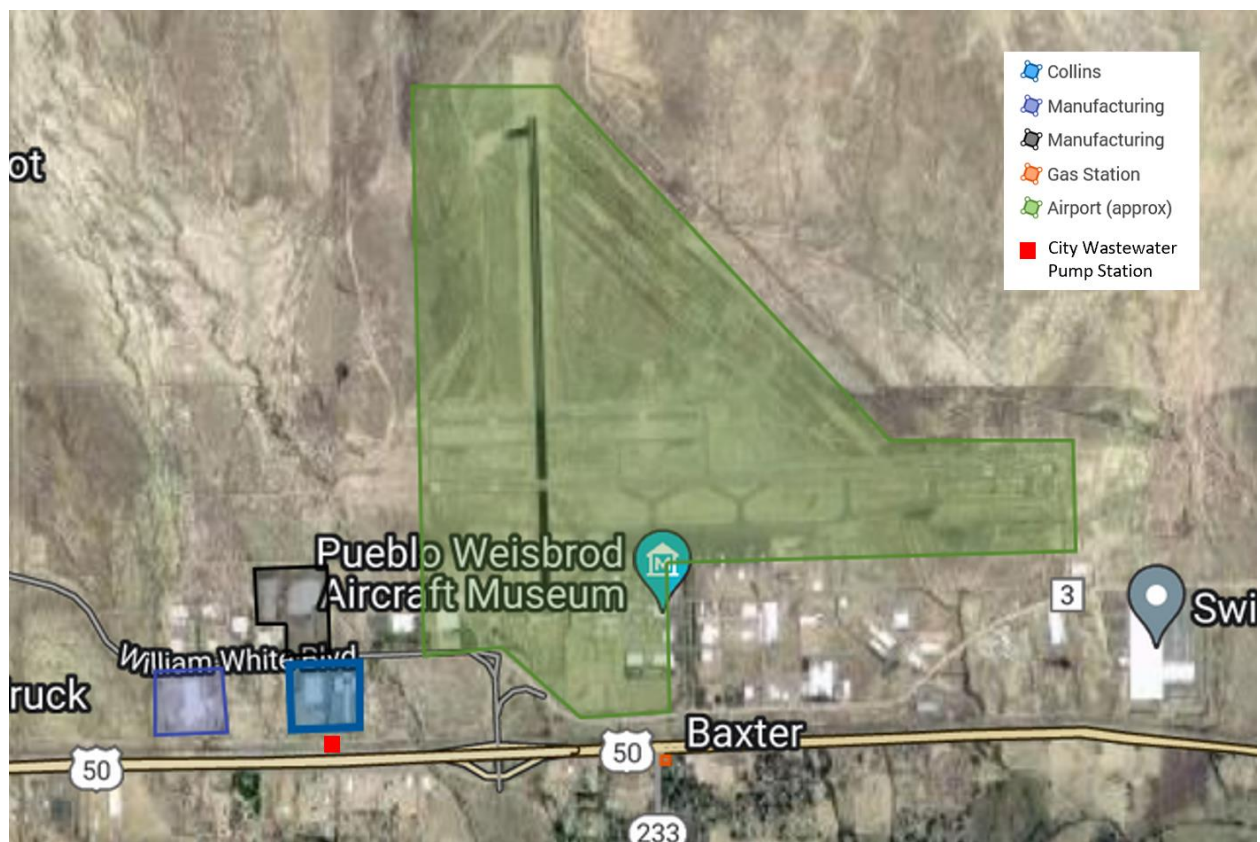 Collins
Manufacturing
Manufacturing
Gas Station
Airport (approx)
City Wastewater
Pump Station
ot
Pueblo Weisbrod
Aircraft Museum
M
3
Swi
William White Blvd
ruck
Baxter
50
50
233